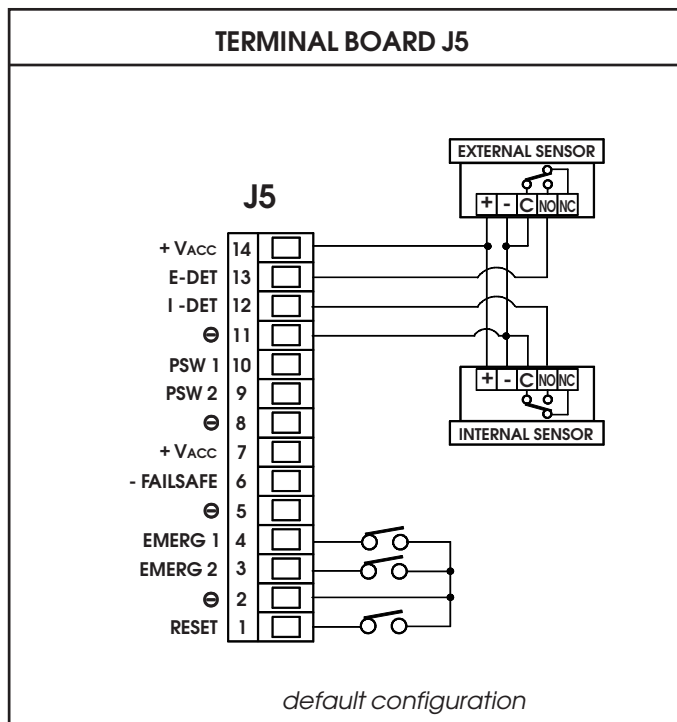 TERMINAL BOARD J5
EXTERNAL SENSOR
+ - C NO NC
J5
+ VACC 14
E-DET 13
I -DET 12
⊖ 11
PSW 1 10
PSW 2 9
⊖ 8
+ VACC 7
- FAILSAFE 6
⊖ 5
EMERG 1 4
EMERG 2 3
⊖ 2
RESET 1
+ - C NO NC
INTERNAL SENSOR
default configuration